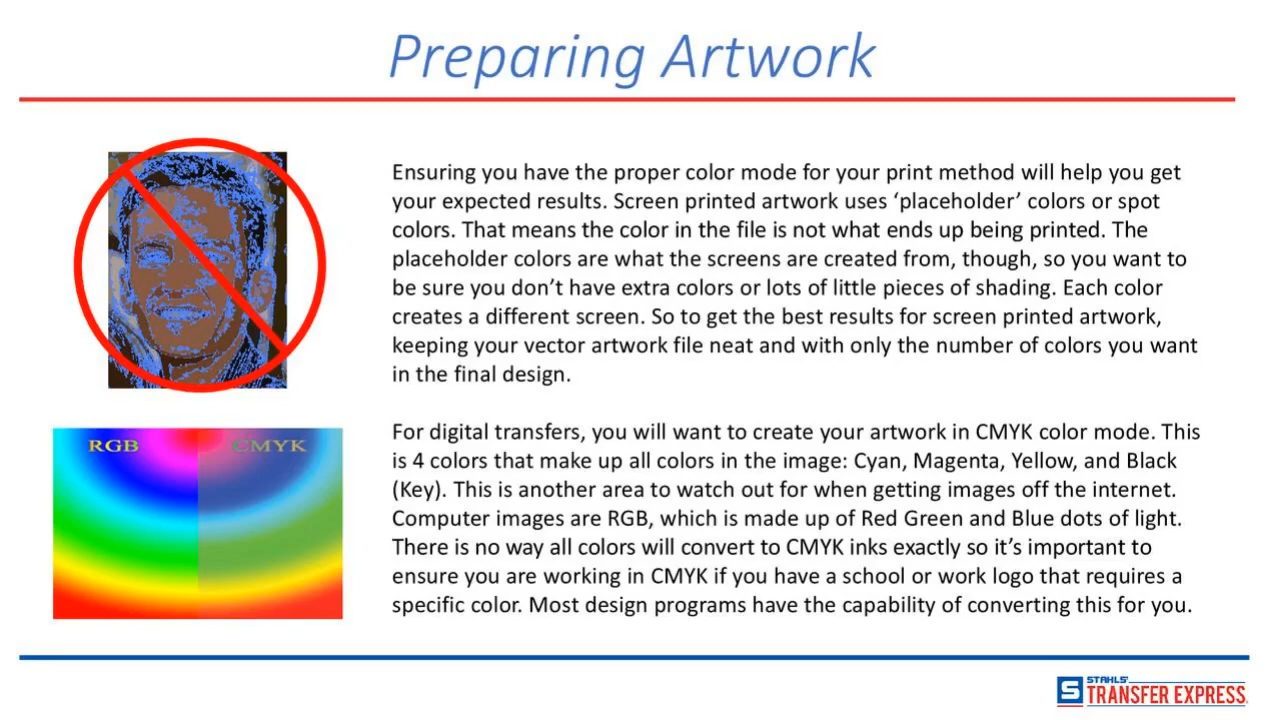 Preparing Artwork
Ensuring you have the proper color mode for your print method will help you get
your expected results. Screen printed artwork uses ‘placeholder’ colors or spot
colors. That means the color in the file is not what ends up being printed. The
placeholder colors are what the screens are created from, though, so you want to
be sure you don’t have extra colors or lots of little pieces of shading. Each color
creates a different screen. So to get the best results for screen printed artwork,
keeping your vector artwork file neat and with only the number of colors you want
in the final design.
RGB CMYK
For digital transfers, you will want to create your artwork in CMYK color mode. This
is 4 colors that make up all colors in the image: Cyan, Magenta, Yellow, and Black
(Key). This is another area to watch out for when getting images off the internet.
Computer images are RGB, which is made up of Red Green and Blue dots of light.
There is no way all colors will convert to CMYK inks exactly so it’s important to
ensure you are working in CMYK if you have a school or work logo that requires a
specific color. Most design programs have the capability of converting this for you.
S STAHLS'
TRANSFER EXPRESS.